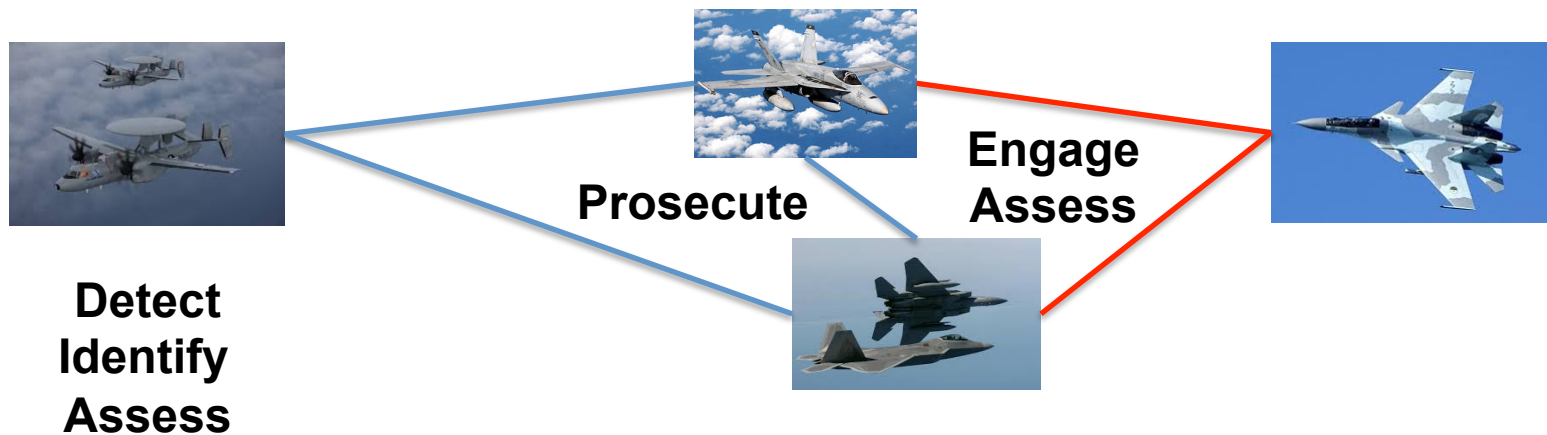 Prosecute
Engage
Assess
Detect
Identify
Assess